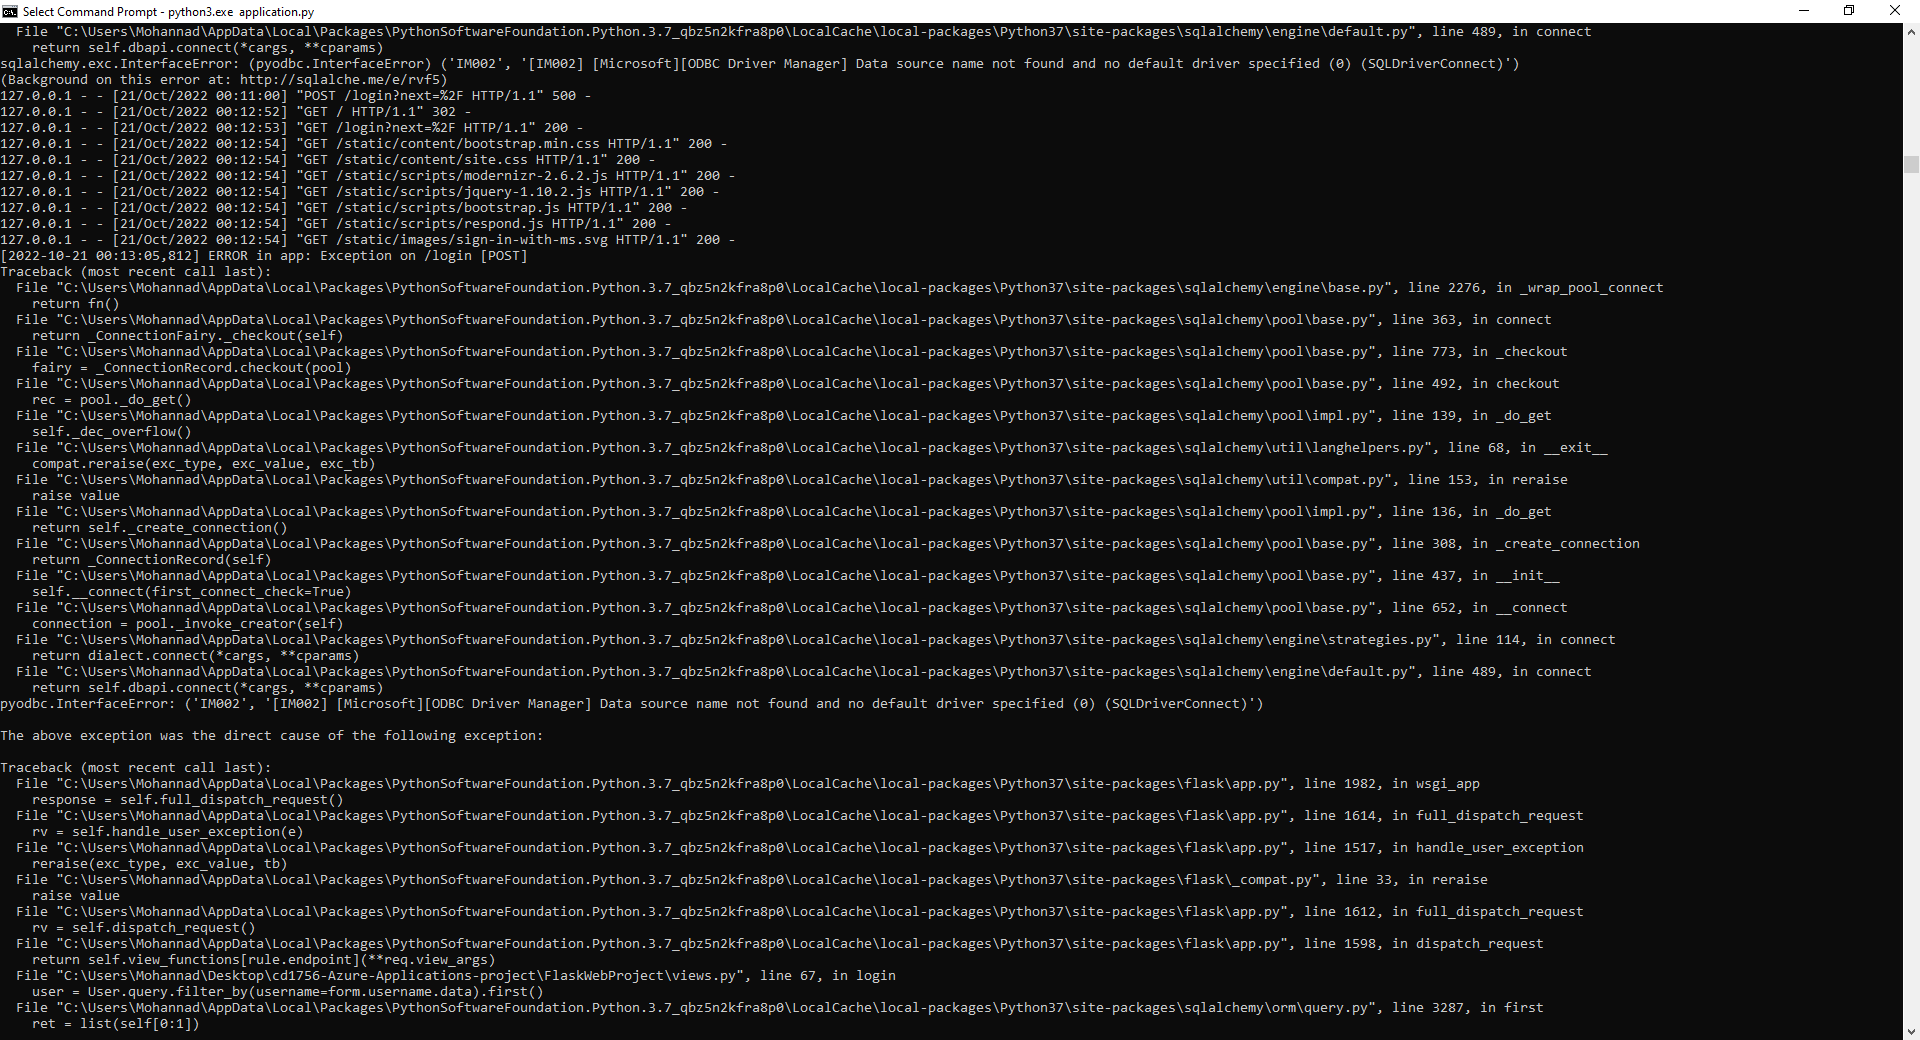 Select Command Prompt - python3.exe  application.py
  File "C:\Users\Mohannad\AppData\Local\Packages\PythonSoftwareFoundation.Python.3.7_qbz5n2kfra8p0\LocalCache\local-packages\Python37\site-packages\sqlalchemy\engine\default.py", line 489, in connect
    return self.dbapi.connect(*cargs, **cparams)
sqlalchemy.exc.InterfaceError: (pyodbc.InterfaceError) ('IM002', '[IM002] [Microsoft][ODBC Driver Manager] Data source name not found and no default driver specified (0) (SQLDriverConnect)')
(Background on this error at: http://sqlalche.me/e/rvf5)
127.0.0.1 - - [21/Oct/2022 00:11:00] "POST /login?next=%2F HTTP/1.1" 500 -
127.0.0.1 - - [21/Oct/2022 00:12:52] "GET / HTTP/1.1" 302 -
127.0.0.1 - - [21/Oct/2022 00:12:53] "GET /login?next=%2F HTTP/1.1" 200 -
127.0.0.1 - - [21/Oct/2022 00:12:54] "GET /static/content/bootstrap.min.css HTTP/1.1" 200 -
127.0.0.1 - - [21/Oct/2022 00:12:54] "GET /static/content/site.css HTTP/1.1" 200 -
127.0.0.1 - - [21/Oct/2022 00:12:54] "GET /static/scripts/modernizr-2.6.2.js HTTP/1.1" 200 -
127.0.0.1 - - [21/Oct/2022 00:12:54] "GET /static/scripts/jquery-1.10.2.js HTTP/1.1" 200 -
127.0.0.1 - - [21/Oct/2022 00:12:54] "GET /static/scripts/bootstrap.js HTTP/1.1" 200 -
127.0.0.1 - - [21/Oct/2022 00:12:54] "GET /static/scripts/respond.js HTTP/1.1" 200 -
127.0.0.1 - - [21/Oct/2022 00:12:54] "GET /static/images/sign-in-with-ms.svg HTTP/1.1" 200 -
[2022-10-21 00:13:05,812] ERROR in app: Exception on /login [POST]
Traceback (most recent call last):
  File "C:\Users\Mohannad\AppData\Local\Packages\PythonSoftwareFoundation.Python.3.7_qbz5n2kfra8p0\LocalCache\local-packages\Python37\site-packages\sqlalchemy\engine\base.py", line 2276, in _wrap_pool_connect
    return fn()
  File "C:\Users\Mohannad\AppData\Local\Packages\PythonSoftwareFoundation.Python.3.7_qbz5n2kfra8p0\LocalCache\local-packages\Python37\site-packages\sqlalchemy\pool\base.py", line 363, in connect
    return _ConnectionFairy._checkout(self)
  File "C:\Users\Mohannad\AppData\Local\Packages\PythonSoftwareFoundation.Python.3.7_qbz5n2kfra8p0\LocalCache\local-packages\Python37\site-packages\sqlalchemy\pool\base.py", line 773, in _checkout
    fairy = _ConnectionRecord.checkout(pool)
  File "C:\Users\Mohannad\AppData\Local\Packages\PythonSoftwareFoundation.Python.3.7_qbz5n2kfra8p0\LocalCache\local-packages\Python37\site-packages\sqlalchemy\pool\base.py", line 492, in checkout
    rec = pool._do_get()
  File "C:\Users\Mohannad\AppData\Local\Packages\PythonSoftwareFoundation.Python.3.7_qbz5n2kfra8p0\LocalCache\local-packages\Python37\site-packages\sqlalchemy\pool\impl.py", line 139, in _do_get
    self._dec_overflow()
  File "C:\Users\Mohannad\AppData\Local\Packages\PythonSoftwareFoundation.Python.3.7_qbz5n2kfra8p0\LocalCache\local-packages\Python37\site-packages\sqlalchemy\util\langhelpers.py", line 68, in __exit__
    compat.reraise(exc_type, exc_value, exc_tb)
  File "C:\Users\Mohannad\AppData\Local\Packages\PythonSoftwareFoundation.Python.3.7_qbz5n2kfra8p0\LocalCache\local-packages\Python37\site-packages\sqlalchemy\util\compat.py", line 153, in reraise
    raise value
  File "C:\Users\Mohannad\AppData\Local\Packages\PythonSoftwareFoundation.Python.3.7_qbz5n2kfra8p0\LocalCache\local-packages\Python37\site-packages\sqlalchemy\pool\impl.py", line 136, in _do_get
    return self._create_connection()
  File "C:\Users\Mohannad\AppData\Local\Packages\PythonSoftwareFoundation.Python.3.7_qbz5n2kfra8p0\LocalCache\local-packages\Python37\site-packages\sqlalchemy\pool\base.py", line 308, in _create_connection
    return _ConnectionRecord(self)
  File "C:\Users\Mohannad\AppData\Local\Packages\PythonSoftwareFoundation.Python.3.7_qbz5n2kfra8p0\LocalCache\local-packages\Python37\site-packages\sqlalchemy\pool\base.py", line 437, in __init__
    self.__connect(first_connect_check=True)
  File "C:\Users\Mohannad\AppData\Local\Packages\PythonSoftwareFoundation.Python.3.7_qbz5n2kfra8p0\LocalCache\local-packages\Python37\site-packages\sqlalchemy\pool\base.py", line 652, in __connect
    connection = pool._invoke_creator(self)
  File "C:\Users\Mohannad\AppData\Local\Packages\PythonSoftwareFoundation.Python.3.7_qbz5n2kfra8p0\LocalCache\local-packages\Python37\site-packages\sqlalchemy\engine\strategies.py", line 114, in connect
    return dialect.connect(*cargs, **cparams)
  File "C:\Users\Mohannad\AppData\Local\Packages\PythonSoftwareFoundation.Python.3.7_qbz5n2kfra8p0\LocalCache\local-packages\Python37\site-packages\sqlalchemy\engine\default.py", line 489, in connect
    return self.dbapi.connect(*cargs, **cparams)
pyodbc.InterfaceError: ('IM002', '[IM002] [Microsoft][ODBC Driver Manager] Data source name not found and no default driver specified (0) (SQLDriverConnect)')

The above exception was the direct cause of the following exception:

Traceback (most recent call last):
  File "C:\Users\Mohannad\AppData\Local\Packages\PythonSoftwareFoundation.Python.3.7_qbz5n2kfra8p0\LocalCache\local-packages\Python37\site-packages\flask\app.py", line 1982, in wsgi_app
    response = self.full_dispatch_request()
  File "C:\Users\Mohannad\AppData\Local\Packages\PythonSoftwareFoundation.Python.3.7_qbz5n2kfra8p0\LocalCache\local-packages\Python37\site-packages\flask\app.py", line 1614, in full_dispatch_request
    rv = self.handle_user_exception(e)
  File "C:\Users\Mohannad\AppData\Local\Packages\PythonSoftwareFoundation.Python.3.7_qbz5n2kfra8p0\LocalCache\local-packages\Python37\site-packages\flask\app.py", line 1517, in handle_user_exception
    reraise(exc_type, exc_value, tb)
  File "C:\Users\Mohannad\AppData\Local\Packages\PythonSoftwareFoundation.Python.3.7_qbz5n2kfra8p0\LocalCache\local-packages\Python37\site-packages\flask\_compat.py", line 33, in reraise
    raise value
  File "C:\Users\Mohannad\AppData\Local\Packages\PythonSoftwareFoundation.Python.3.7_qbz5n2kfra8p0\LocalCache\local-packages\Python37\site-packages\flask\app.py", line 1612, in full_dispatch_request
    rv = self.dispatch_request()
  File "C:\Users\Mohannad\AppData\Local\Packages\PythonSoftwareFoundation.Python.3.7_qbz5n2kfra8p0\LocalCache\local-packages\Python37\site-packages\flask\app.py", line 1598, in dispatch_request
    return self.view_functions[rule.endpoint](**req.view_args)
  File "C:\Users\Mohannad\Desktop\cd1756-Azure-Applications-project\FlaskWebProject\views.py", line 67, in login
    user = User.query.filter_by(username=form.username.data).first()
  File "C:\Users\Mohannad\AppData\Local\Packages\PythonSoftwareFoundation.Python.3.7_qbz5n2kfra8p0\LocalCache\local-packages\Python37\site-packages\sqlalchemy\orm\query.py", line 3287, in first
    ret = list(self[0:1])